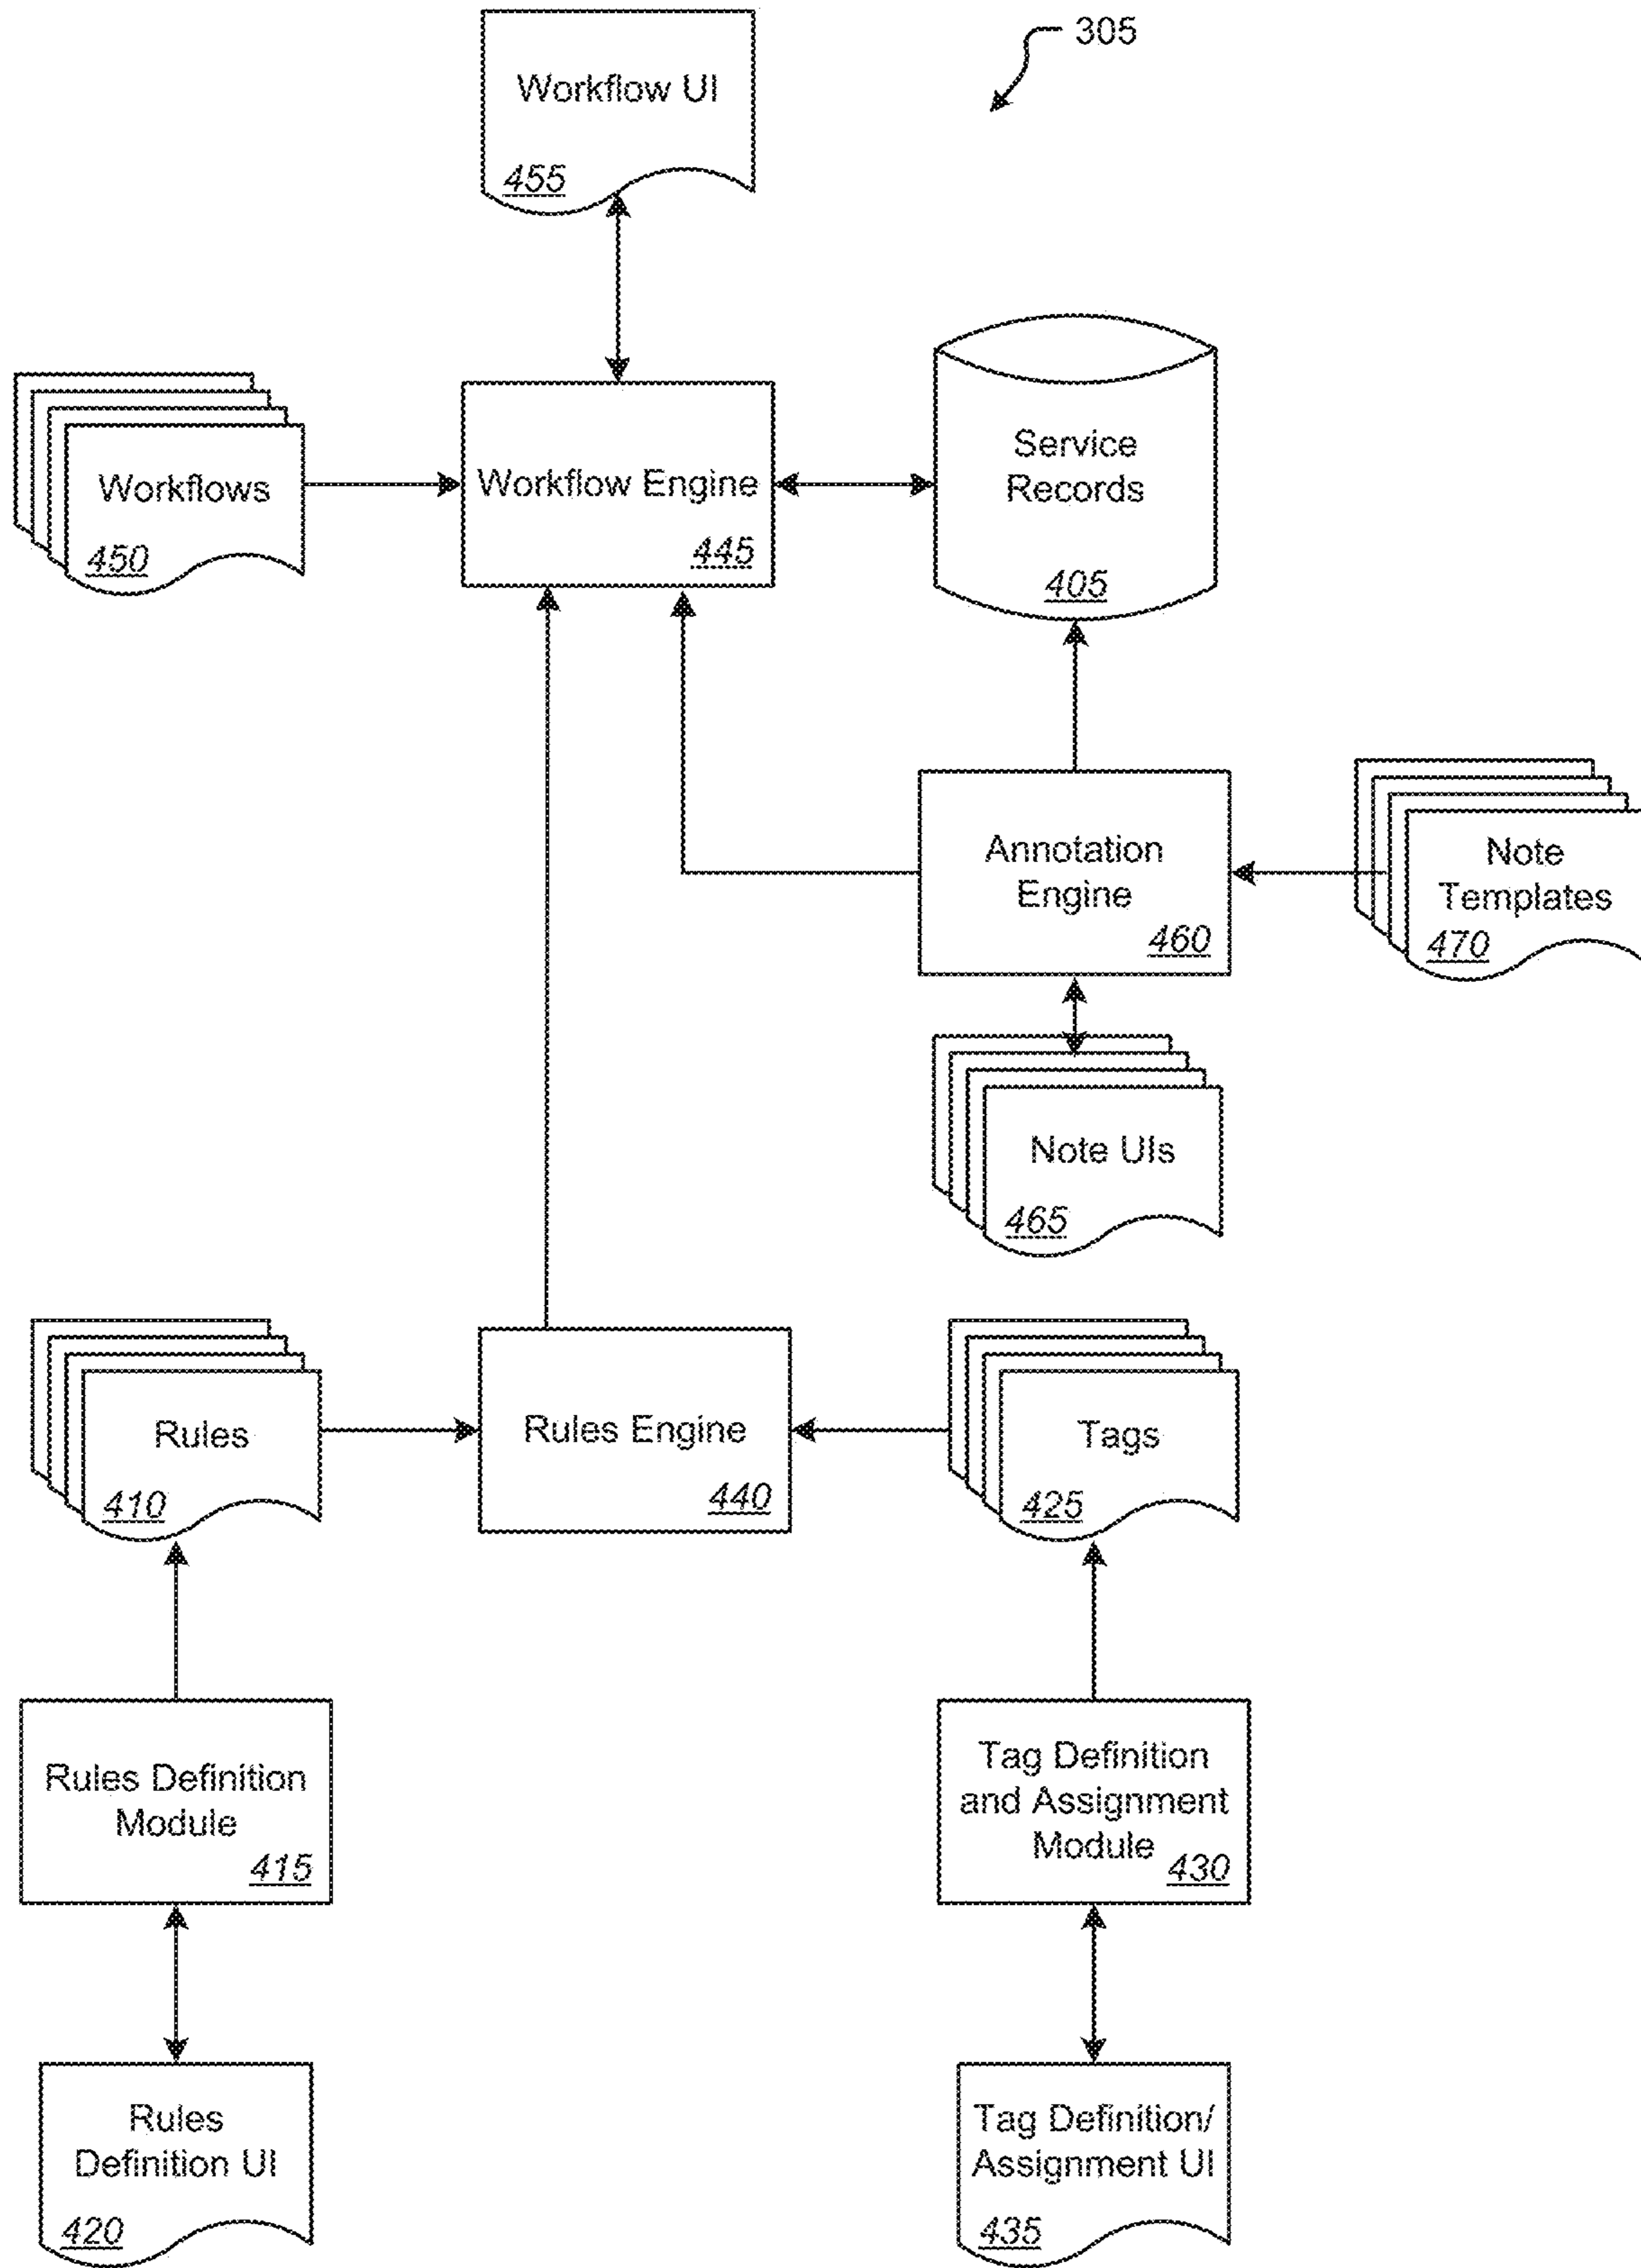 305
Workflow UI
455
Workflows
450
Workflow Engine
445
Service
Records
405
Annotation
Engine
460
Note
Templates
470
Note UIs
465
Rules
410
Rules Engine
440
Tags
425
Rules Definition
Module
415
Tag Definition
and Assignment
Module
430
Rules
Definition UI
420
Tag Definition/
Assignment UI
435